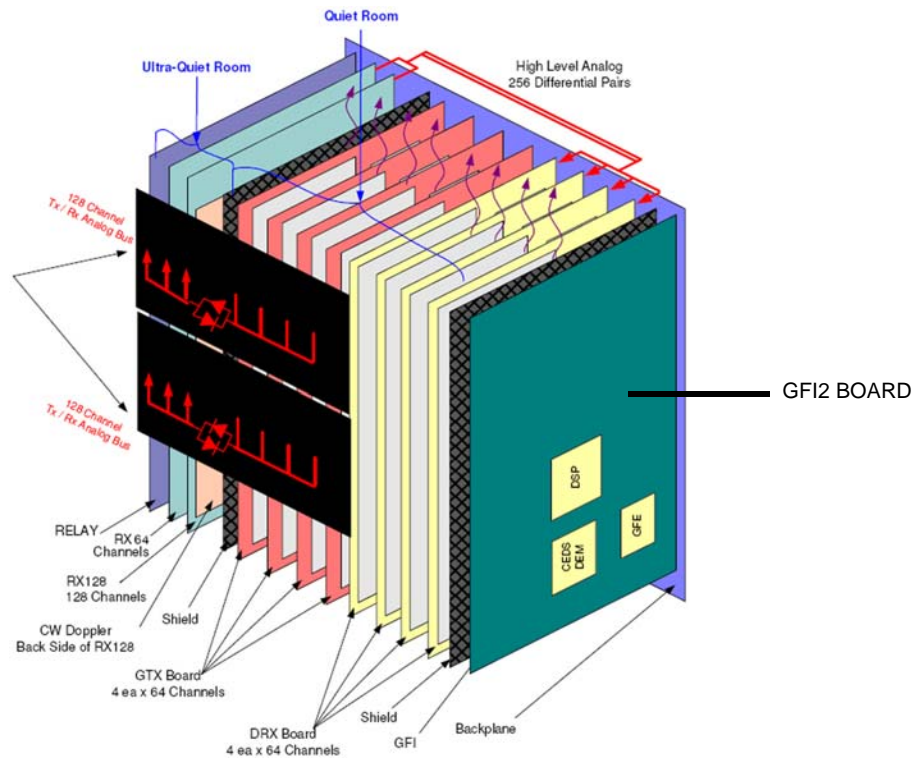 Quiet Room
Ultra-Quiet Room
High Level Analog
256 Differential Pairs
128 Channel
Tx / Rx Analog Bus
128 Channel
Tx / Rx Analog Bus
GFI2 BOARD
DSP
GFE
CEDS
DEM
RELAY
RX 64
Channels
RX128
128 Channels
Shield
CW Doppler
Back Side of RX128
GTX Board
4 ea x 64 Channels
DRX Board
4 ea x 64 Channels
Shield
GFI
Backplane